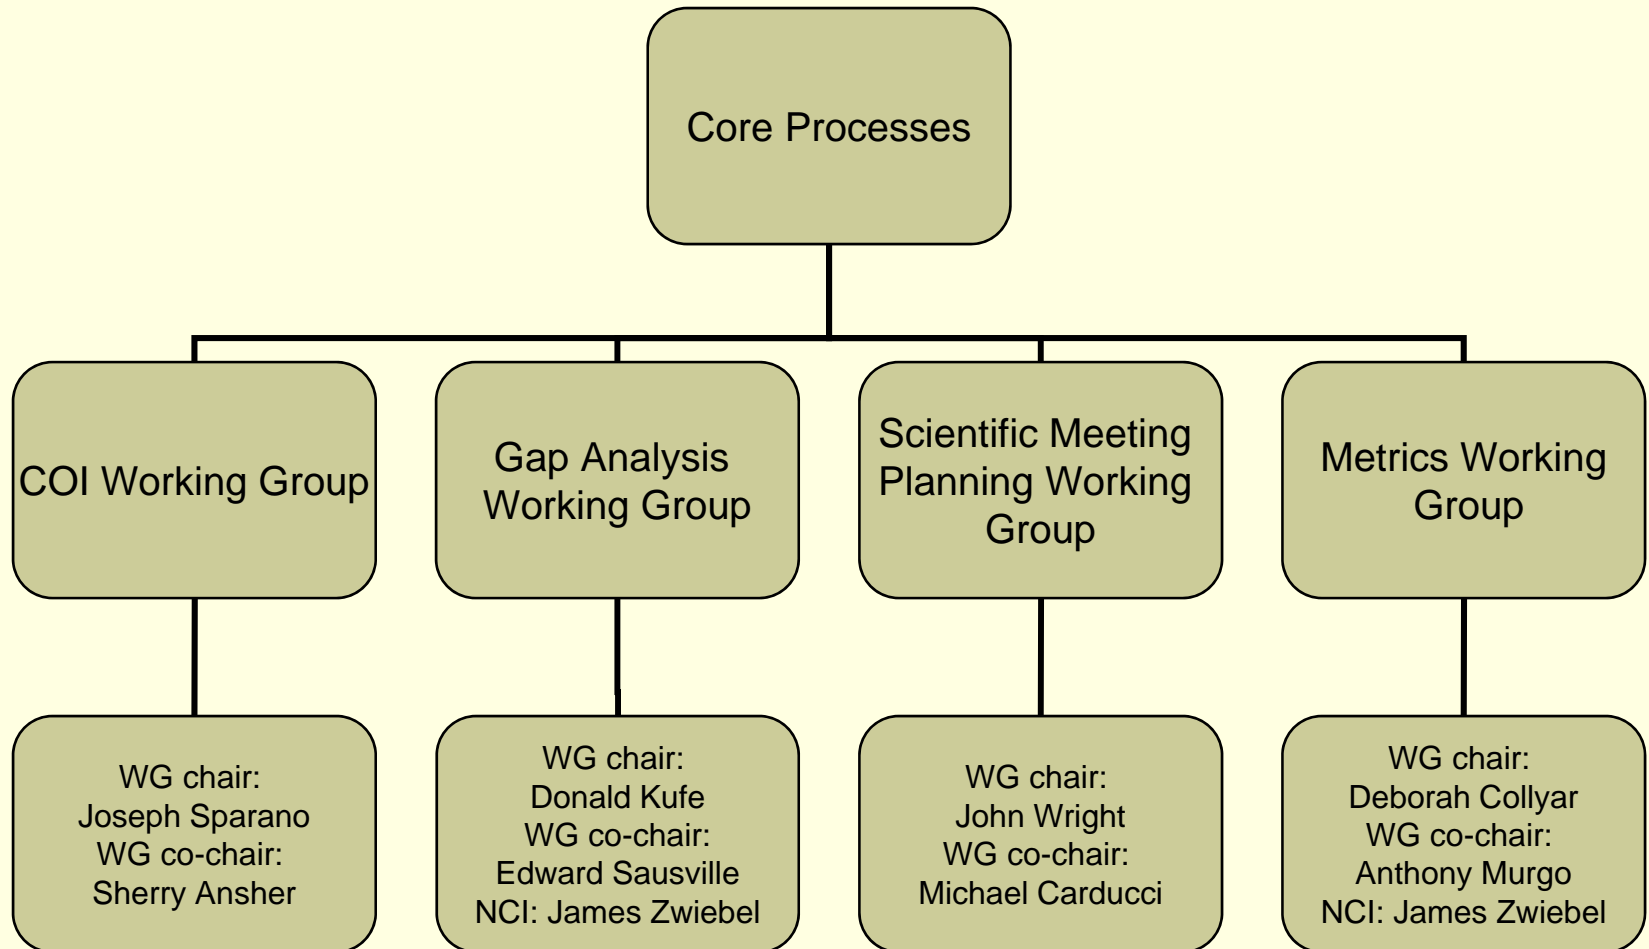 Core Processes
COI Working Group
Gap Analysis
Working Group
Scientific Meeting
Planning Working
Group
Metrics Working
Group
WG chair:
Joseph Sparano
WG co-chair:
Sherry Ansher
WG chair:
Donald Kufe
WG co-chair:
Edward Sausville
NCI: James Zwiebel
WG chair:
John Wright
WG co-chair:
Michael Carducci
WG chair:
Deborah Collyar
WG co-chair:
Anthony Murgo
NCI: James Zwiebel